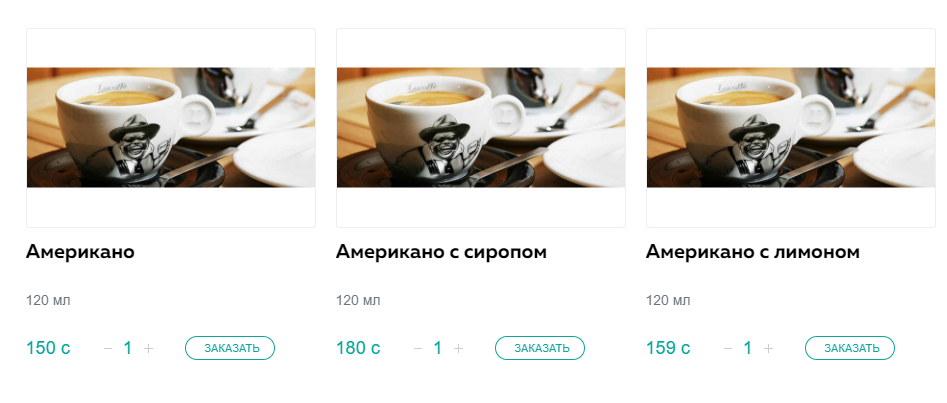 Американо
Американо с сиропом
Американо с лимоном
120 мл
120 мл
120 мл
150 с − 1 + ЗАКАЗАТЬ
180 с − 1 + ЗАКАЗАТЬ
159 с − 1 + ЗАКАЗАТЬ